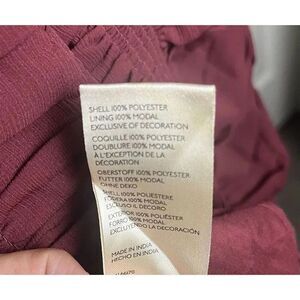 SHELL 100% POLYESTER
LINING 100% MODAL
EXCLUSIVE OF DECORATION
COQUILLE 100% POLYESTER
DOUBLURE 100% MODAL
À L'EXCEPTION DE LA
DÉCORATION
OBERSTOFF 100% POLYESTER
FUTTER 100% MODAL
OHNE DEKO
SHELL 100% POLIESTERE
FODERA 100% MODAL
ESCLUSO IL DECORO
EXTERIOR 100% POLIÉSTER
FORRO 100% MODAL
EXCLUYENDO LA DECORACIÓN
MADE IN INDIA
HECHO EN INDIA